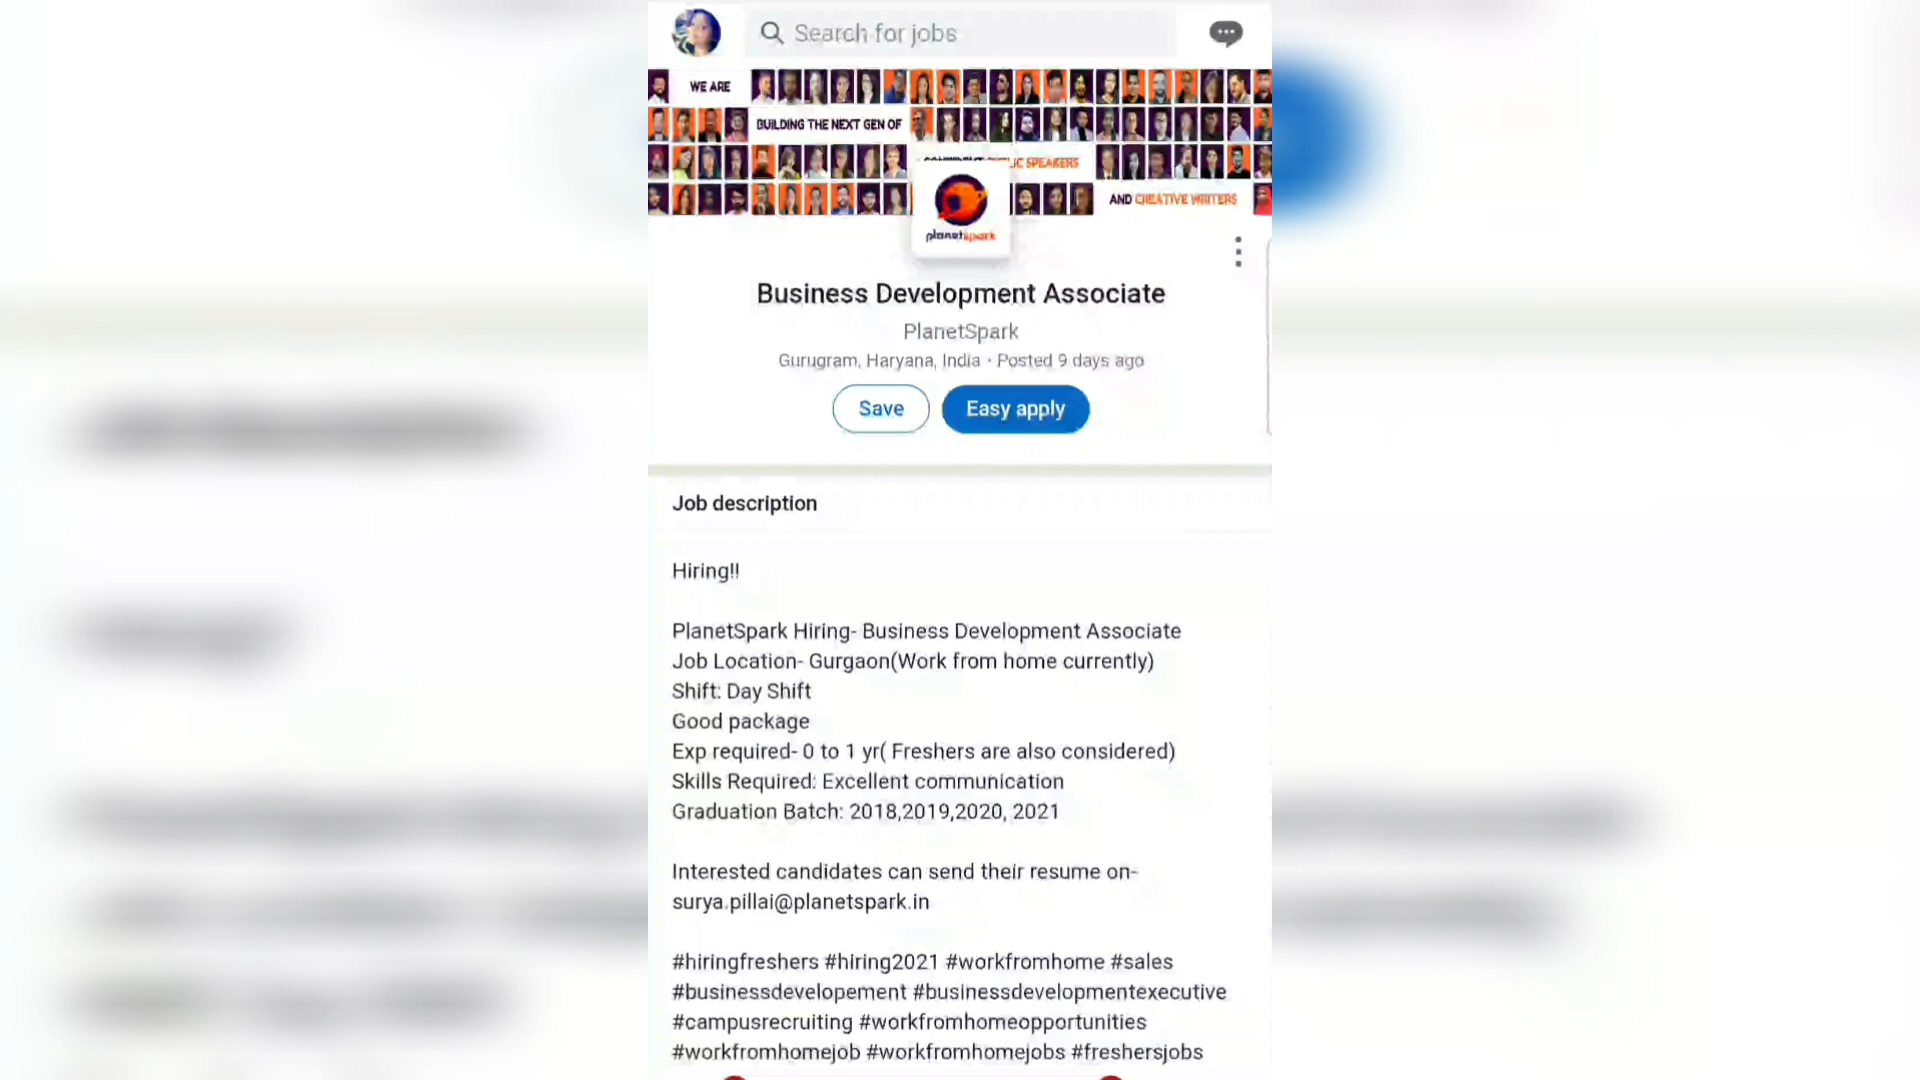 Search for jobs
WE ARE
BUILDING THE NEXT GEN OF
PUBLIC SPEAKERS
AND CREATIVE WRITERS
planetspark
Business Development Associate
PlanetSpark
Gurugram, Haryana, India · Posted 9 days ago
Save
Easy apply
Job description
Hiring!!
PlanetSpark Hiring- Business Development Associate
Job Location- Gurgaon(Work from home currently)
Shift: Day Shift
Good package
Exp required- 0 to 1 yr( Freshers are also considered)
Skills Required: Excellent communication
Graduation Batch: 2018,2019,2020, 2021
Interested candidates can send their resume on-
surya.pillai@planetspark.in
#hiringfreshers #hiring2021 #workfromhome #sales
#businessdevelopement #businessdevelopmentexecutive
#campusrecruiting #workfromhomeopportunities
#workfromhomejob #workfromhomejobs #freshersjobs